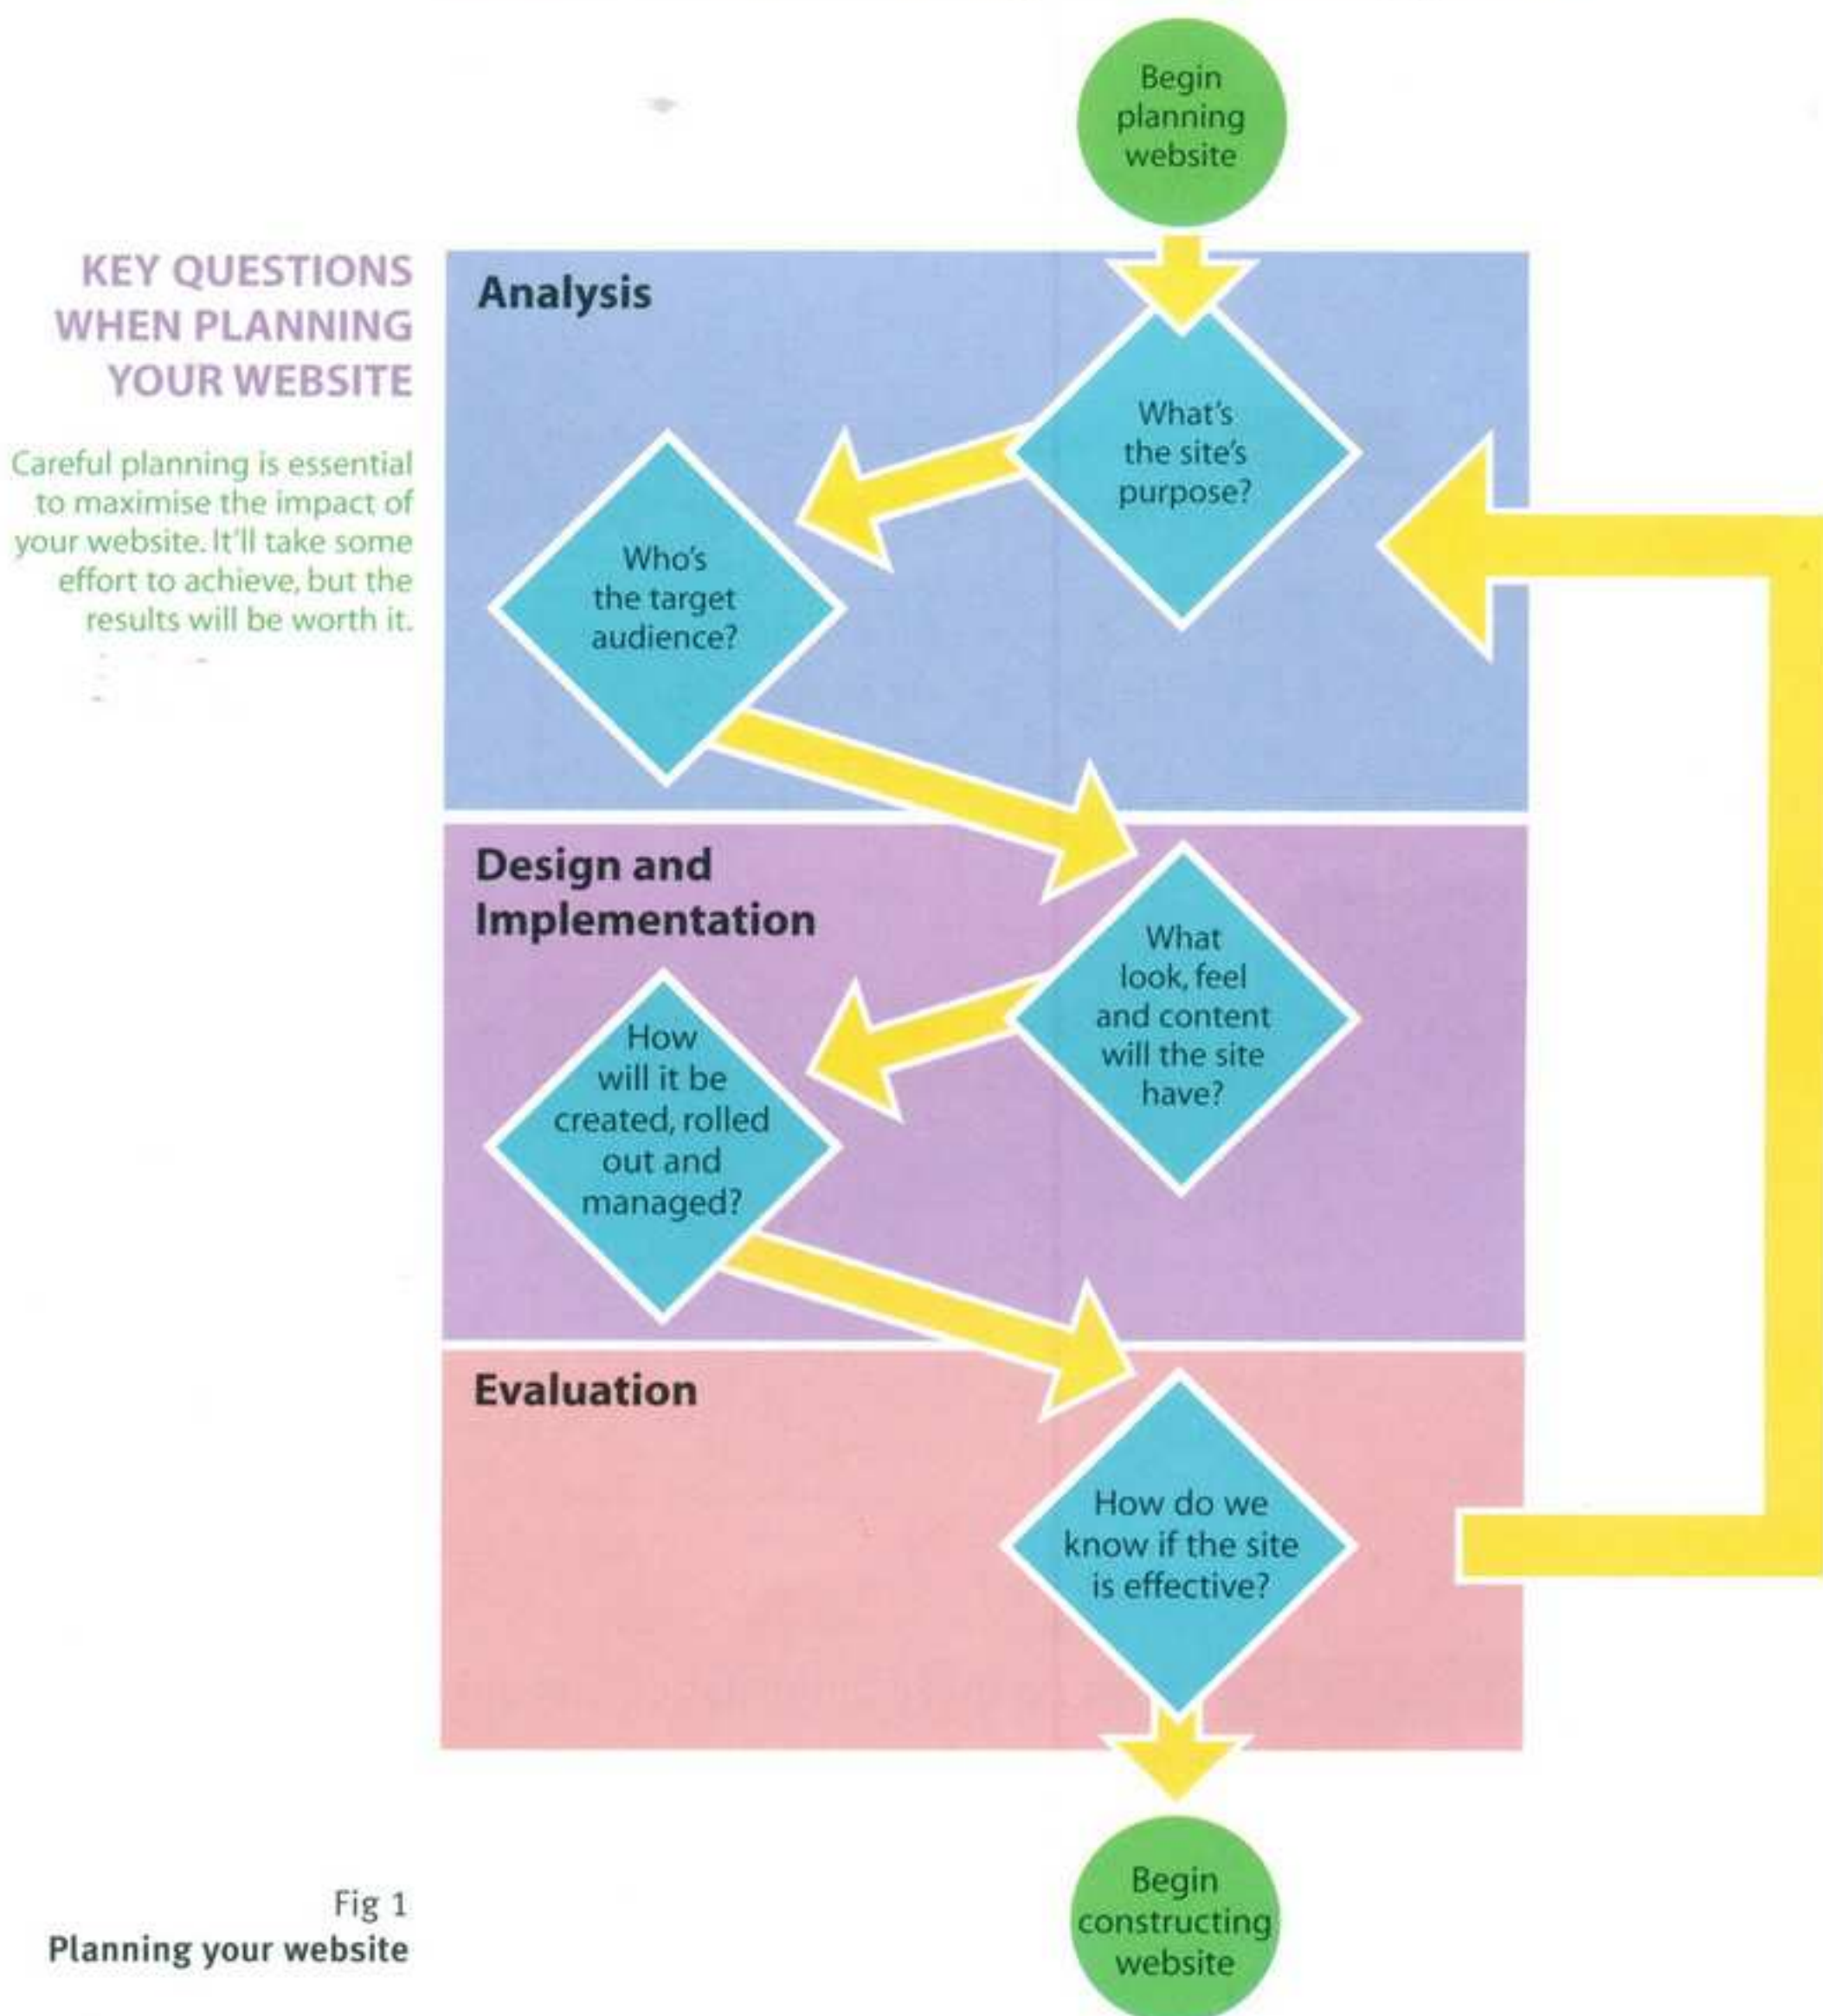 Begin
planning
website
KEY QUESTIONS
WHEN PLANNING
YOUR WEBSITE
Careful planning is essential
to maximise the impact of
your website. It'll take some
effort to achieve, but the
results will be worth it.
Analysis
What's
the site's
purpose?
Who's
the target
audience?
Design and
Implementation
What
look, feel
and content
will the site
have?
How
will it be
created, rolled
out and
managed?
Evaluation
How do we
know if the site
is effective?
Begin
constructing
website
Fig 1
Planning your website